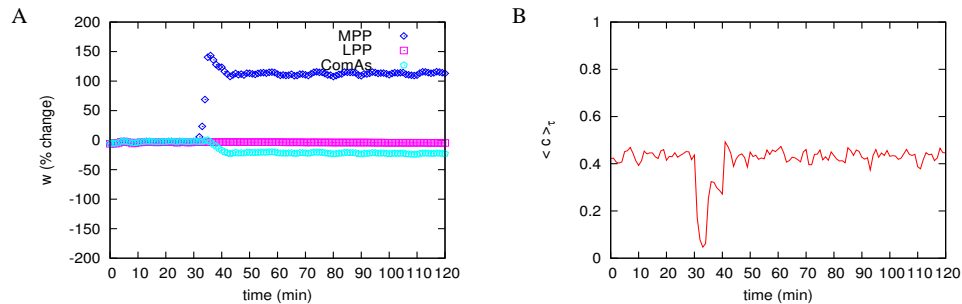 A
w (% change)
200
150
100
50
0
-50
-100
-150
-200
MPP
LPP
ComAs
0 10 20 30 40 50 60 70 80 90 100 110 120
time (min)
B
< C >τ
1
0.8
0.6
0.4
0.2
0
0 10 20 30 40 50 60 70 80 90 100 110 120
time (min)